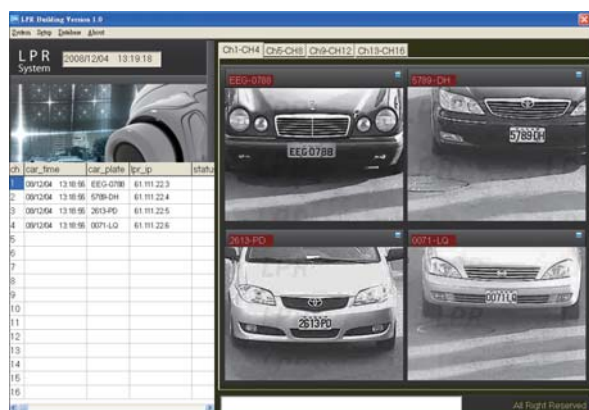 LPR Building Version 1.0
System Setup Database About
LPR
System
2008/12/04 13:19:18
Ch1-CH4 Ch5-CH8 Ch9-CH12 Ch13-CH16
EEG-0788
5789-DH
EEG 0788
5789 DH
ch car_time car_plate lpr_ip statu
1 08/12/04 13:18:56 EEG-0788 61.111.22.3
2 08/12/04 13:18:56 5789-DH 61.111.22.4
3 08/12/04 13:18:56 2613-PD 61.111.22.5
4 08/12/04 13:18:56 0071-LQ 61.111.22.6
5
6
7
8
9
10
11
12
13
14
15
16
2613-PD
0071-LQ
2613 PD
0071 LQ
All Right Reserved